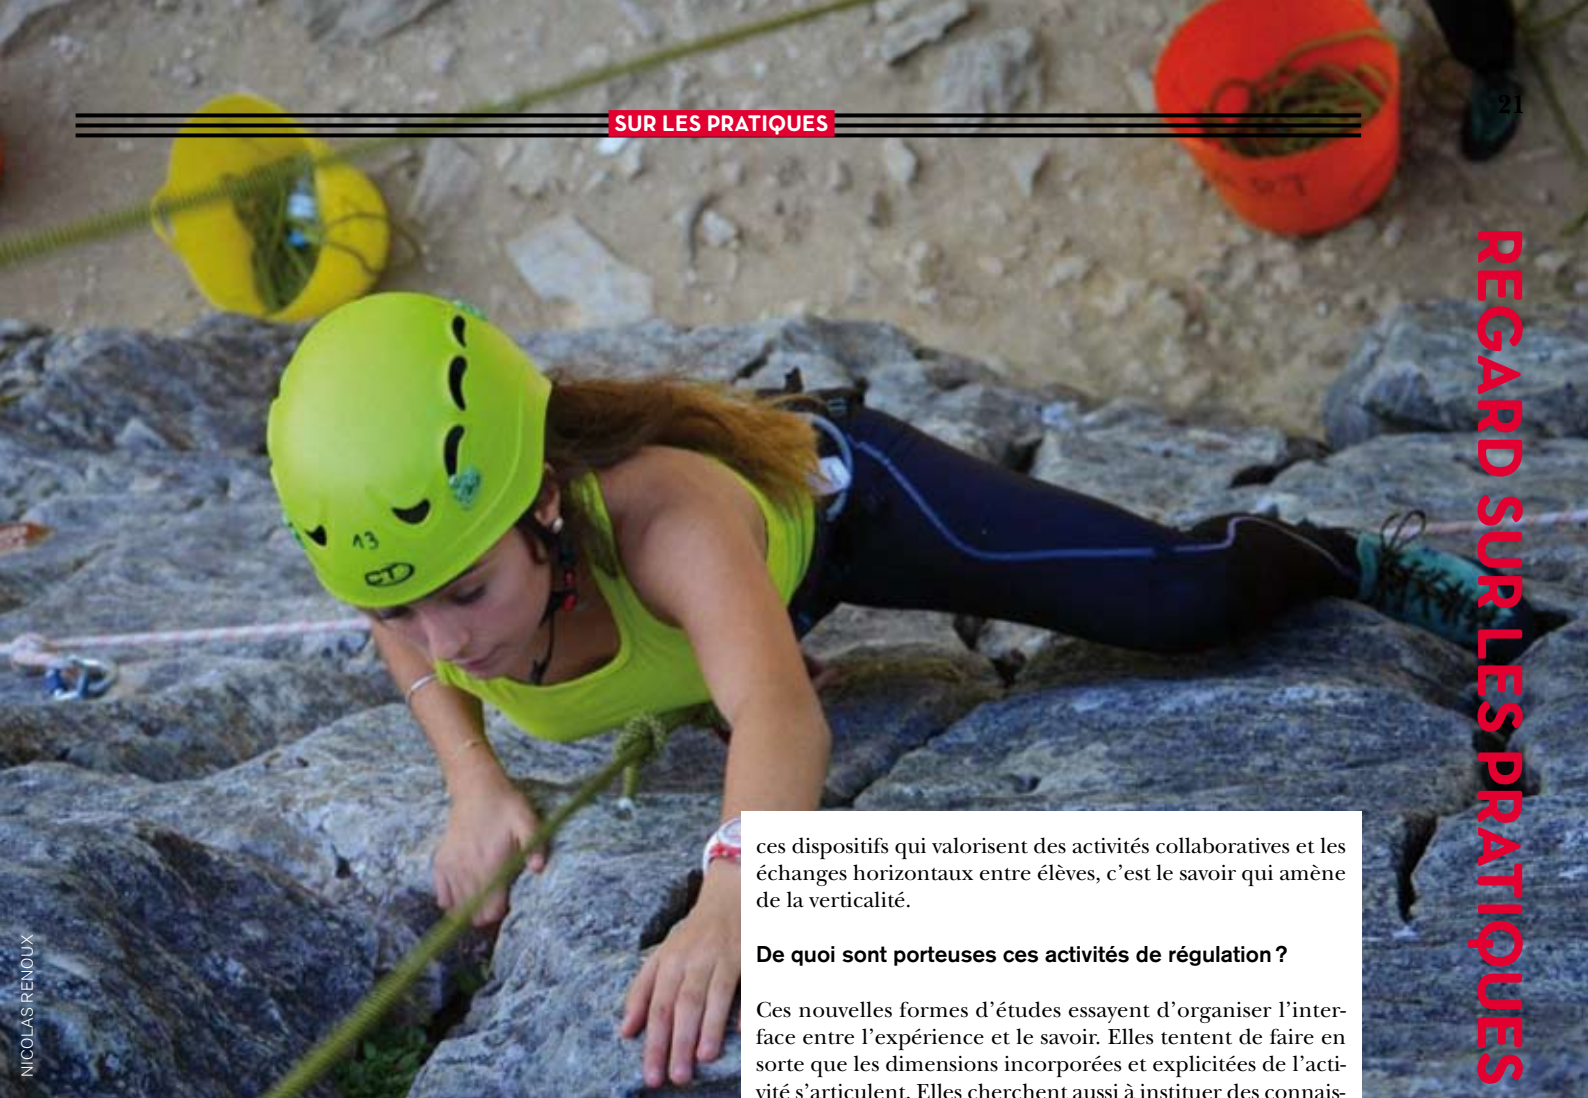 SUR LES PRATIQUES
21
REGARD SUR LES PRATIQUES
13
CT
ces dispositifs qui valorisent des activités collaboratives et les
échanges horizontaux entre élèves, c’est le savoir qui amène
de la verticalité.
De quoi sont porteuses ces activités de régulation ?
Ces nouvelles formes d’études essayent d’organiser l’inter-
face entre l’expérience et le savoir. Elles tentent de faire en
sorte que les dimensions incorporées et explicitées de l’acti-
vité s’articulent. Elles cherchent aussi à instituer des connais-
NICOLAS RENOUX